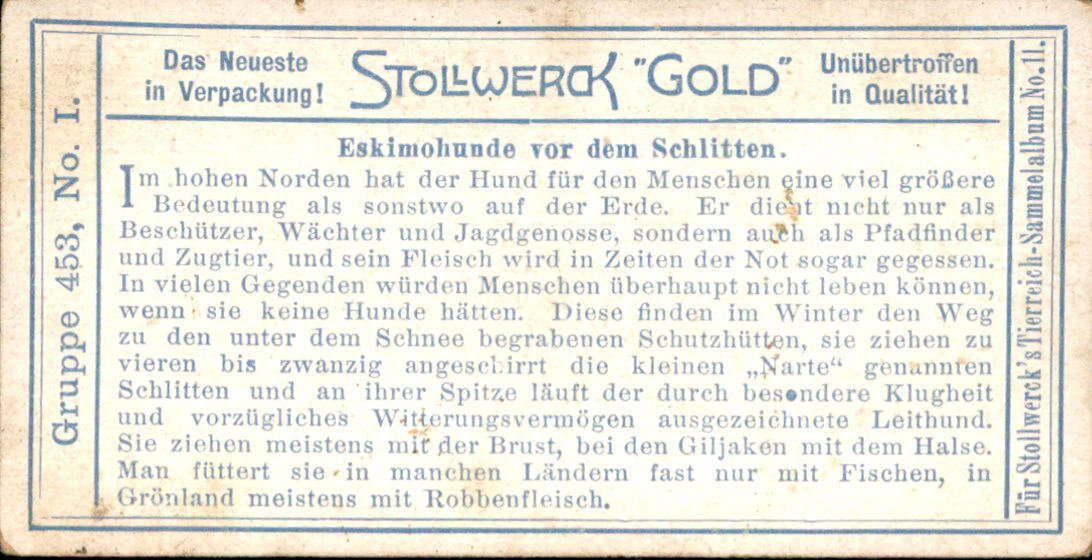 Gruppe 453, No. I.
Das Neueste
in Verpackung!
STOLLWERCK "GOLD"
Unübertroffen
in Qualität!
Eskimohunde vor dem Schlitten.
Im hohen Norden hat der Hund für den Menschen eine viel größere
Bedeutung als sonstwo auf der Erde. Er dient nicht nur als
Beschützer, Wächter und Jagdgenosse, sondern auch als Pfadfinder
und Zugtier, und sein Fleisch wird in Zeiten der Not sogar gegessen.
In vielen Gegenden würden Menschen überhaupt nicht leben können,
wenn sie keine Hunde hätten. Diese finden im Winter den Weg
zu den unter dem Schnee begrabenen Schutzhütten, sie ziehen zu
vieren bis zwanzig angeschirrt die kleinen „Narte“ genannten
Schlitten und an ihrer Spitze läuft der durch besondere Klugheit
und vorzügliches Witterungsvermögen ausgezeichnete Leithund.
Sie ziehen meistens mit der Brust, bei den Giljaken mit dem Halse.
Man füttert sie in manchen Ländern fast nur mit Fischen, in
Grönland meistens mit Robbenfleisch.
Für Stollwerck's Tierreich-Sammelalbum No. 11.